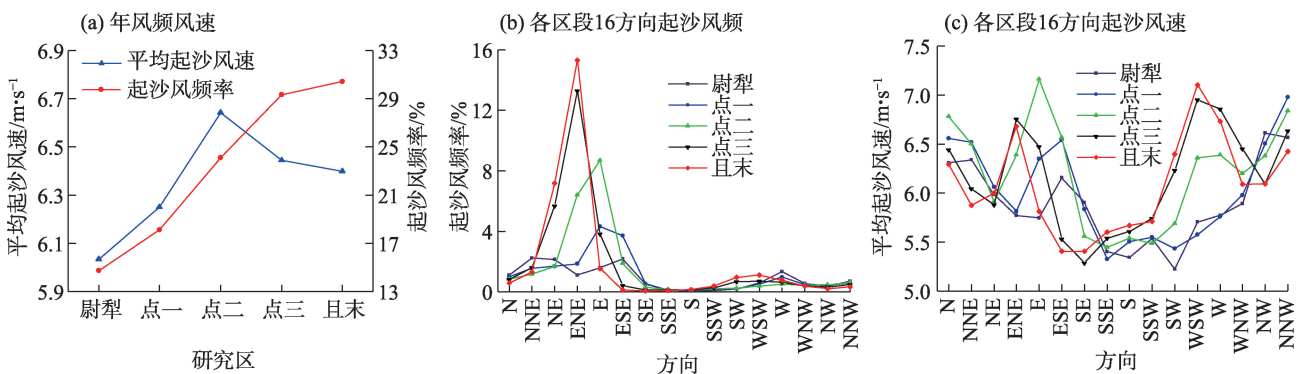 (a) 年风频风速
平均起沙风速/m·s⁻¹
6.9
6.7
6.5
6.3
6.1
5.9
平均起沙风速
起沙风频率
33
29
25
21
17
13
起沙风频率/%
尉犁 点一 点二 点三 且末
研究区
(b) 各区段16方向起沙风频
起沙风频率/%
16
12
8
4
0
尉犁
点一
点二
点三
且末
N NNE NE ENE E ESE SE SSE S SSW SW WSW W WNW NW NNW
方向
(c) 各区段16方向起沙风速
平均起沙风速/m·s⁻¹
7.5
7.0
6.5
6.0
5.5
5.0
尉犁
点一
点二
点三
且末
N NNE NE ENE E ESE SE SSE S SSW SW WSW W WNW NW NNW
方向